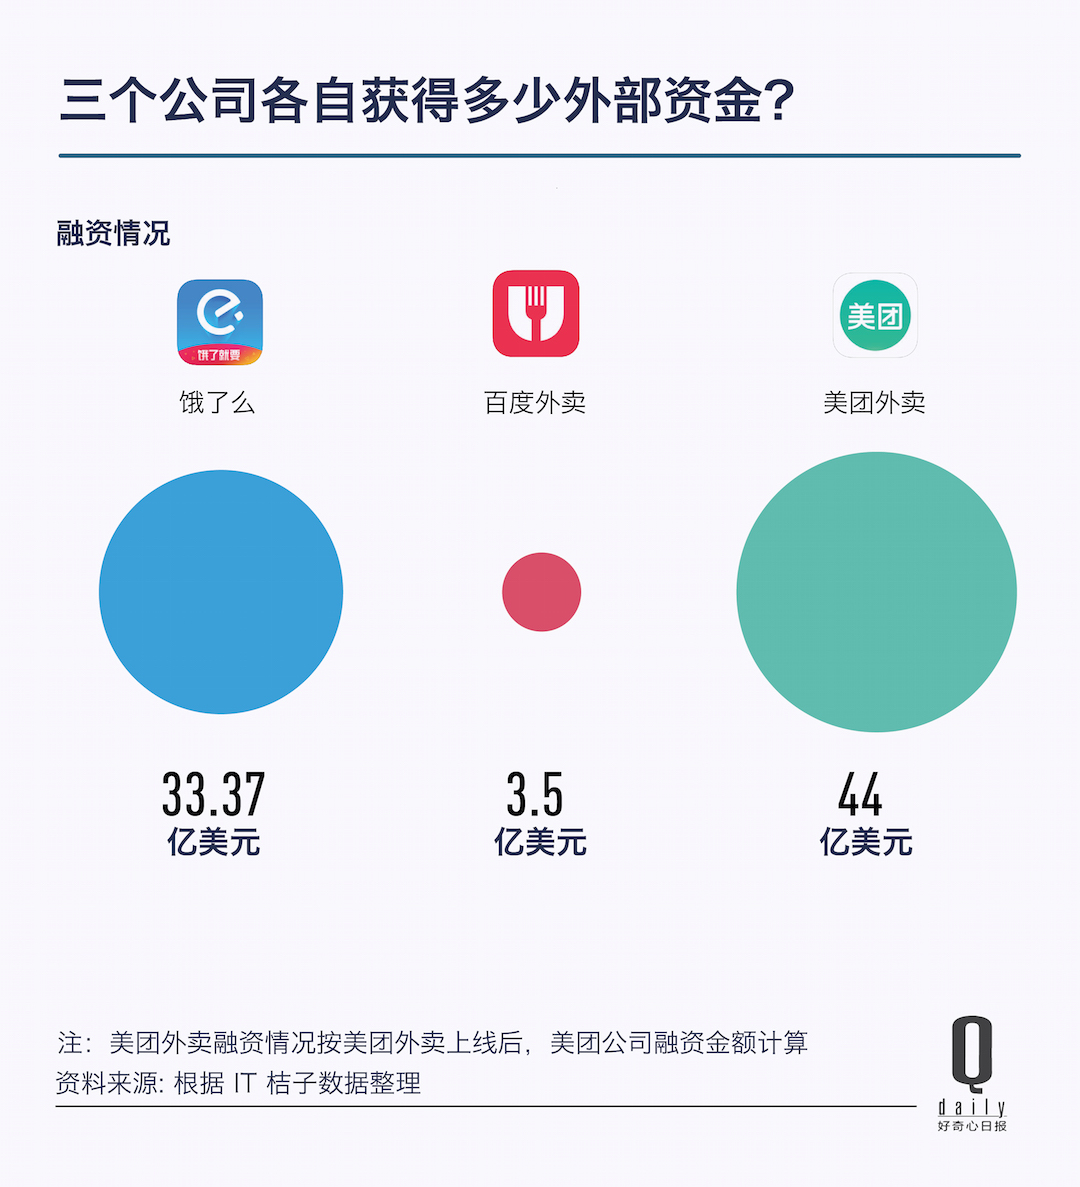 三个公司各自获得多少外部资金?
融资情况
饿了就要
美团
饿了么
百度外卖
美团外卖
33.37
亿美元
3.5
亿美元
44
亿美元
注：美团外卖融资情况按美团外卖上线后，美团公司融资金额计算
资料来源: 根据 IT 桔子数据整理
Q
daily
好奇心日报